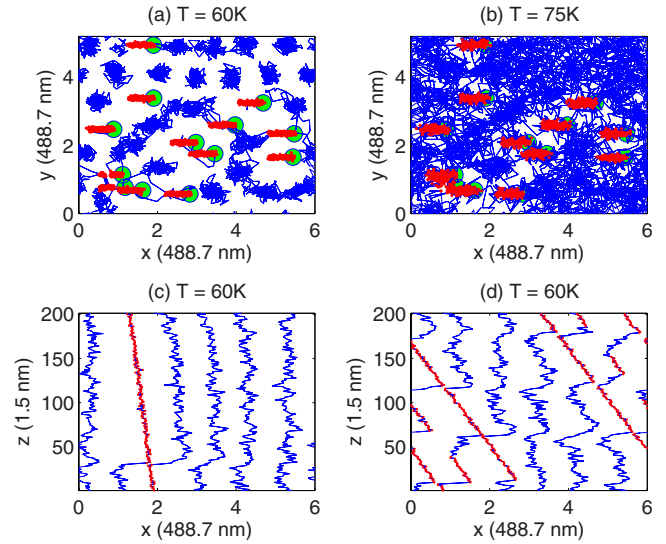 (a) T = 60K
(b) T = 75K
4
2
0
y (488.7 nm)
0 2 4 6
x (488.7 nm)
4
2
0
y (488.7 nm)
0 2 4 6
x (488.7 nm)
(c) T = 60K
(d) T = 60K
200
150
100
50
z (1.5 nm)
0 2 4 6
x (488.7 nm)
200
150
100
50
z (1.5 nm)
0 2 4 6
x (488.7 nm)